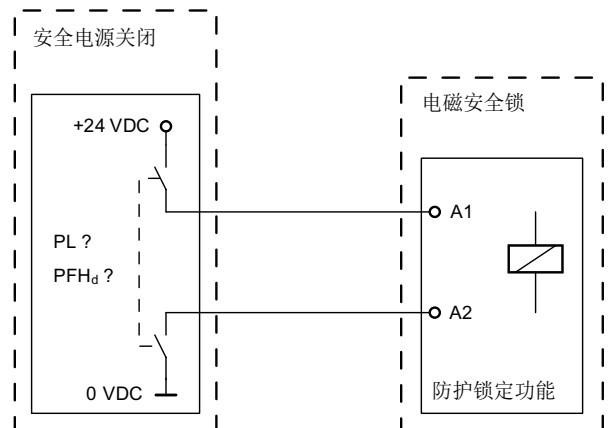 安全电源关闭
电磁安全锁
+24 VDC
A1
PL ?
PFHd ?
A2
0 VDC
防护锁定功能